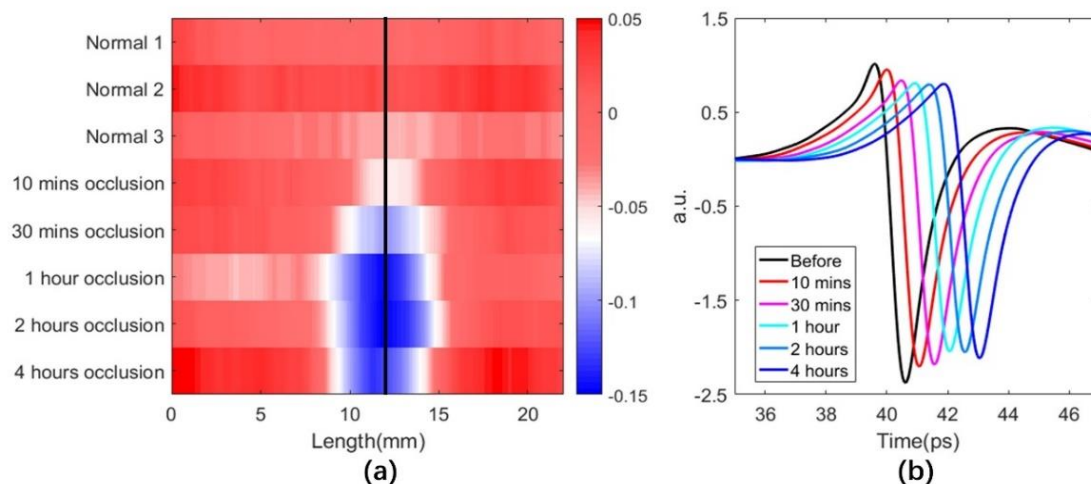 Normal 1
Normal 2
Normal 3
10 mins occlusion
30 mins occlusion
1 hour occlusion
2 hours occlusion
4 hours occlusion
0 5 10 15 20
Length(mm)
(a)
0.05
0
-0.05
-0.1
-0.15
1.5
0.5
-0.5
-1.5
-2.5
a.u.
Before
10 mins
30 mins
1 hour
2 hours
4 hours
36 38 40 42 44 46
Time(ps)
(b)